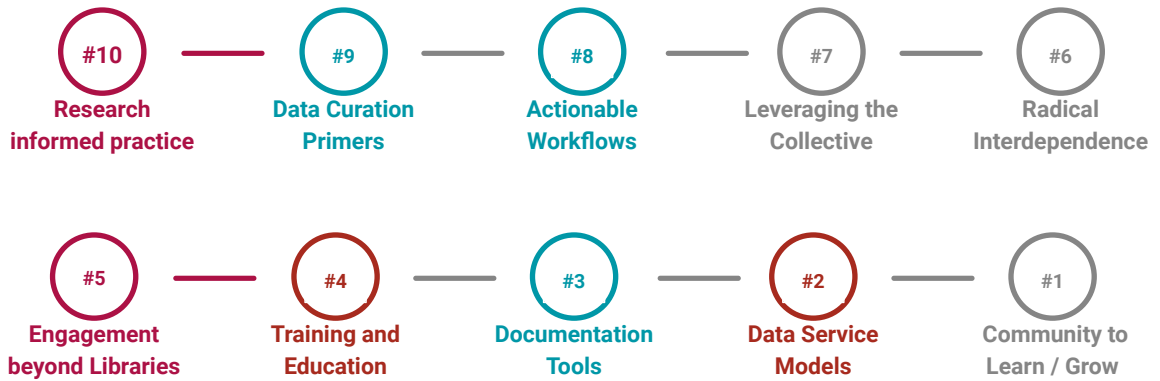 #10
Research
informed practice
#9
Data Curation
Primers
#8
Actionable
Workflows
#7
Leveraging the
Collective
#6
Radical
Interdependence
#5
Engagement
beyond Libraries
#4
Training and
Education
#3
Documentation
Tools
#2
Data Service
Models
#1
Community to
Learn / Grow